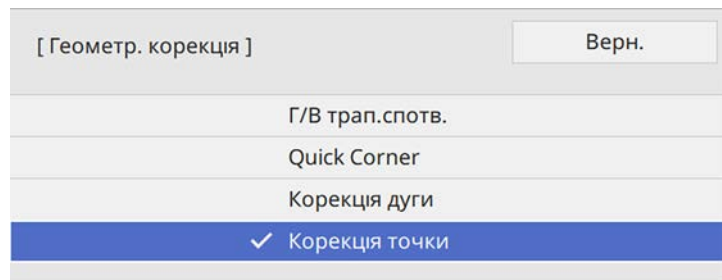 [ Геометр. корекція ]
Верн.
Г/В трап.спотв.
Quick Corner
Корекція дуги
Корекція точки